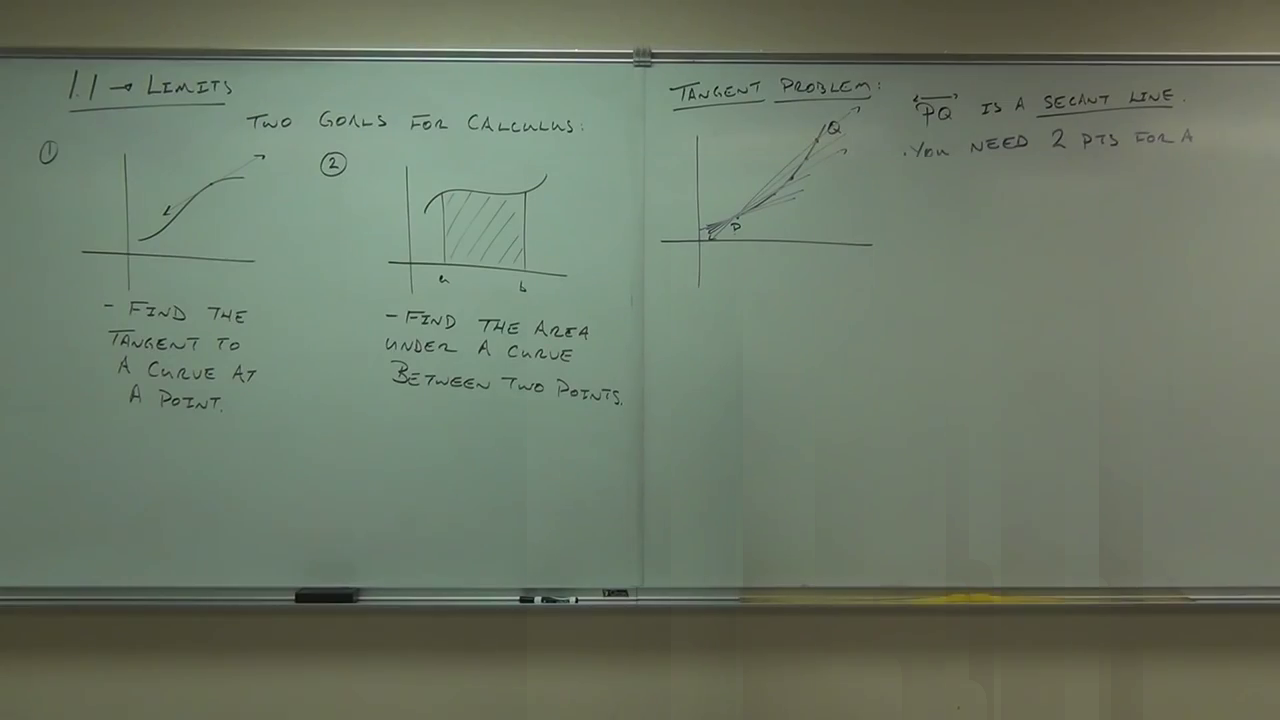 1.1 → LIMITS
TWO GOALS FOR CALCULUS:
①
②
a
b
- FIND THE
TANGENT TO
A CURVE AT
A POINT.
- FIND THE AREA
UNDER A CURVE
BETWEEN TWO POINTS.
TANGENT PROBLEM:
Q
P
PQ IS A SECANT LINE.
. YOU NEED 2 PTS FOR A